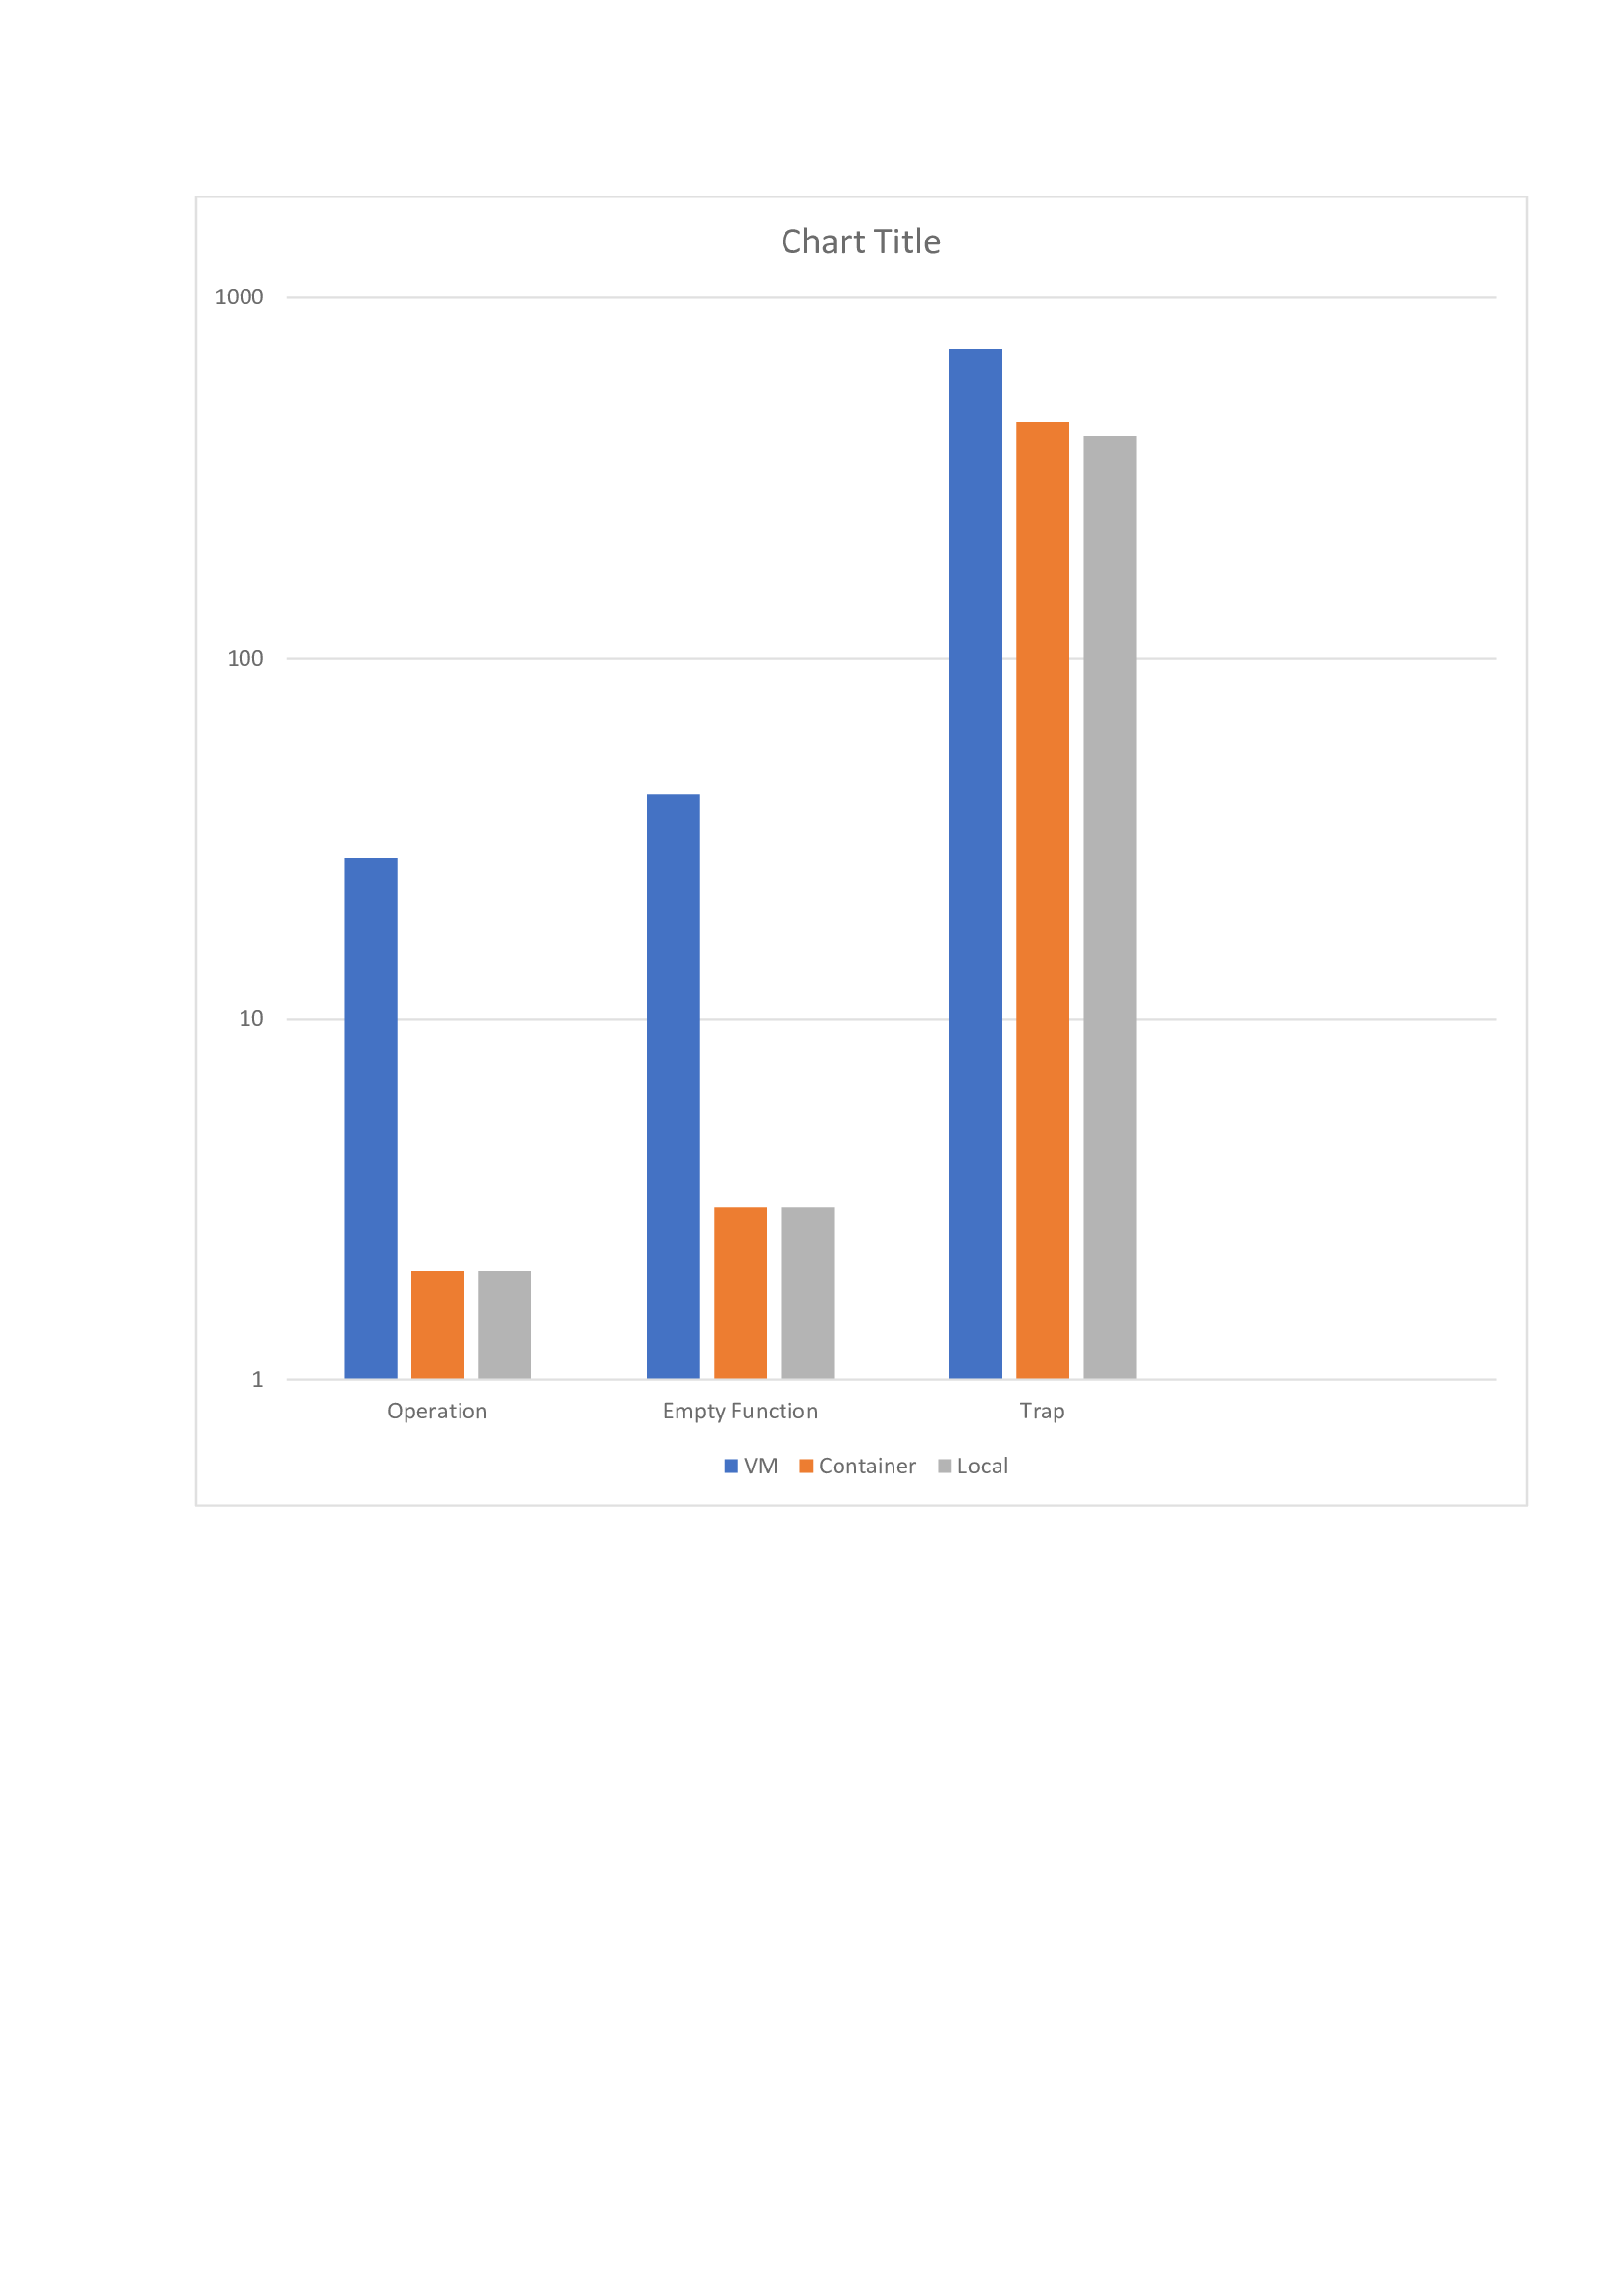 Chart Title
1000
100
10
1
Operation Empty Function Trap
VM Container Local